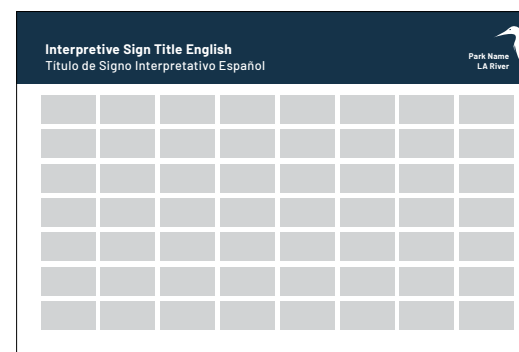 Interpretive Sign Title English
Título de Signo Interpretativo Español
Park Name
LA River